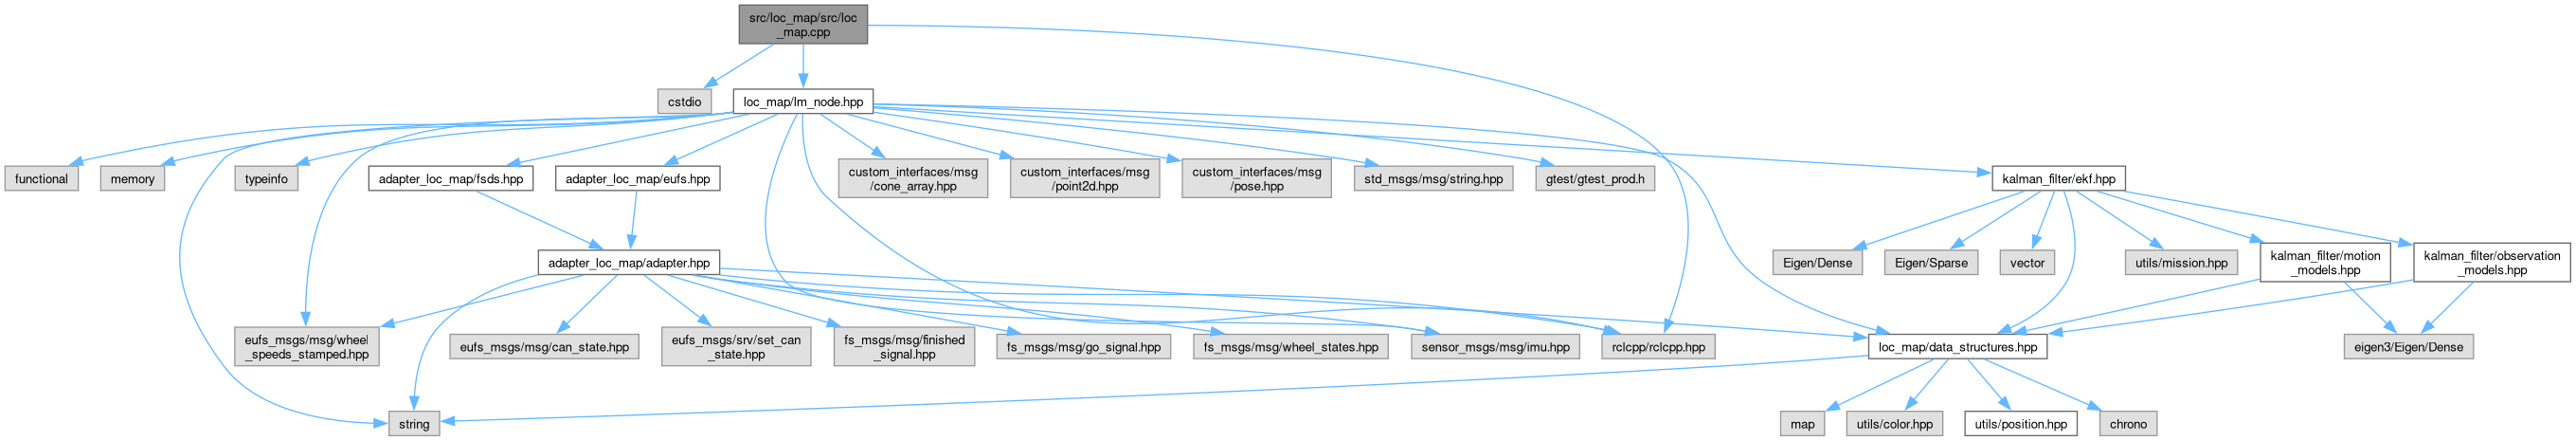 src/loc_map/src/loc
_map.cpp
cstdio
loc_map/lm_node.hpp
functional
memory
typeinfo
adapter_loc_map/fsds.hpp
adapter_loc_map/eufs.hpp
custom_interfaces/msg
/cone_array.hpp
custom_interfaces/msg
/point2d.hpp
custom_interfaces/msg
/pose.hpp
std_msgs/msg/string.hpp
gtest/gtest_prod.h
kalman_filter/ekf.hpp
adapter_loc_map/adapter.hpp
Eigen/Dense
Eigen/Sparse
vector
utils/mission.hpp
kalman_filter/motion
_models.hpp
kalman_filter/observation
_models.hpp
eufs_msgs/msg/wheel
_speeds_stamped.hpp
eufs_msgs/msg/can_state.hpp
eufs_msgs/srv/set_can
_state.hpp
fs_msgs/msg/finished
_signal.hpp
fs_msgs/msg/go_signal.hpp
fs_msgs/msg/wheel_states.hpp
sensor_msgs/msg/imu.hpp
rclcpp/rclcpp.hpp
loc_map/data_structures.hpp
eigen3/Eigen/Dense
string
map
utils/color.hpp
utils/position.hpp
chrono